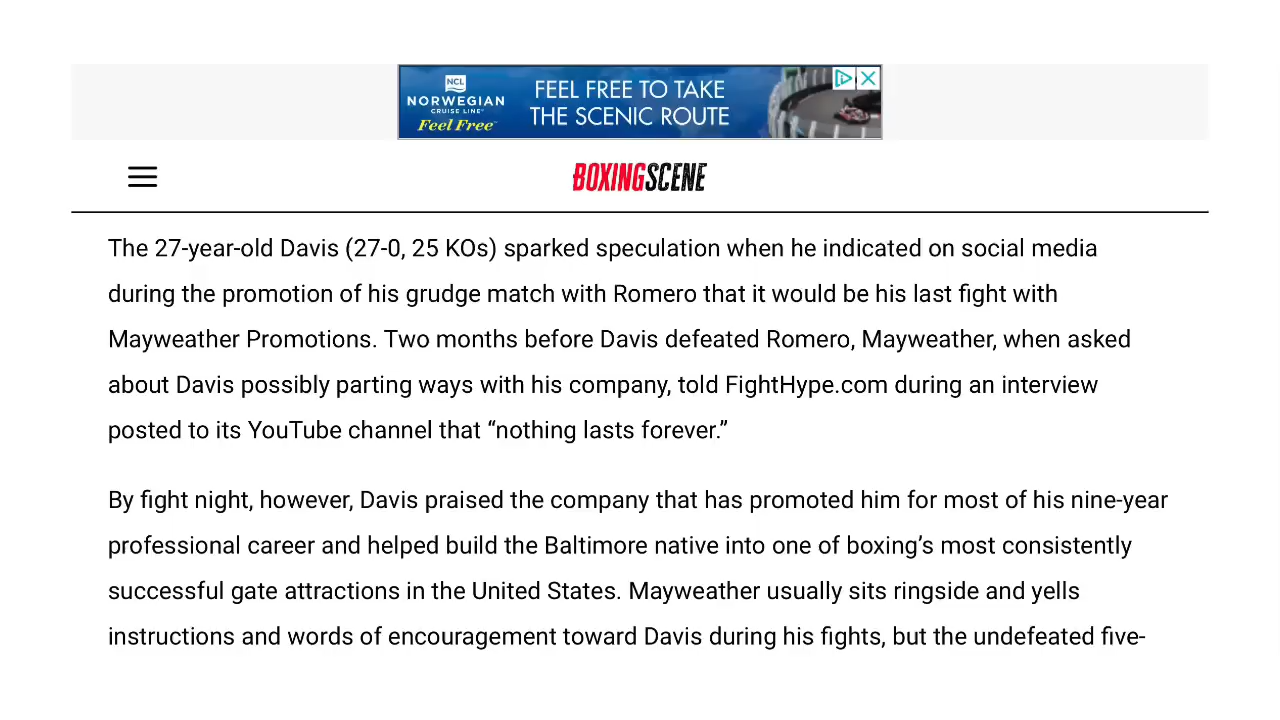 NCL
NORWEGIAN
CRUISE LINE
Feel Free™
FEEL FREE TO TAKE
THE SCENIC ROUTE
BOXINGSCENE
The 27-year-old Davis (27-0, 25 KOs) sparked speculation when he indicated on social media
during the promotion of his grudge match with Romero that it would be his last fight with
Mayweather Promotions. Two months before Davis defeated Romero, Mayweather, when asked
about Davis possibly parting ways with his company, told FightHype.com during an interview
posted to its YouTube channel that “nothing lasts forever.”
By fight night, however, Davis praised the company that has promoted him for most of his nine-year
professional career and helped build the Baltimore native into one of boxing’s most consistently
successful gate attractions in the United States. Mayweather usually sits ringside and yells
instructions and words of encouragement toward Davis during his fights, but the undefeated five-